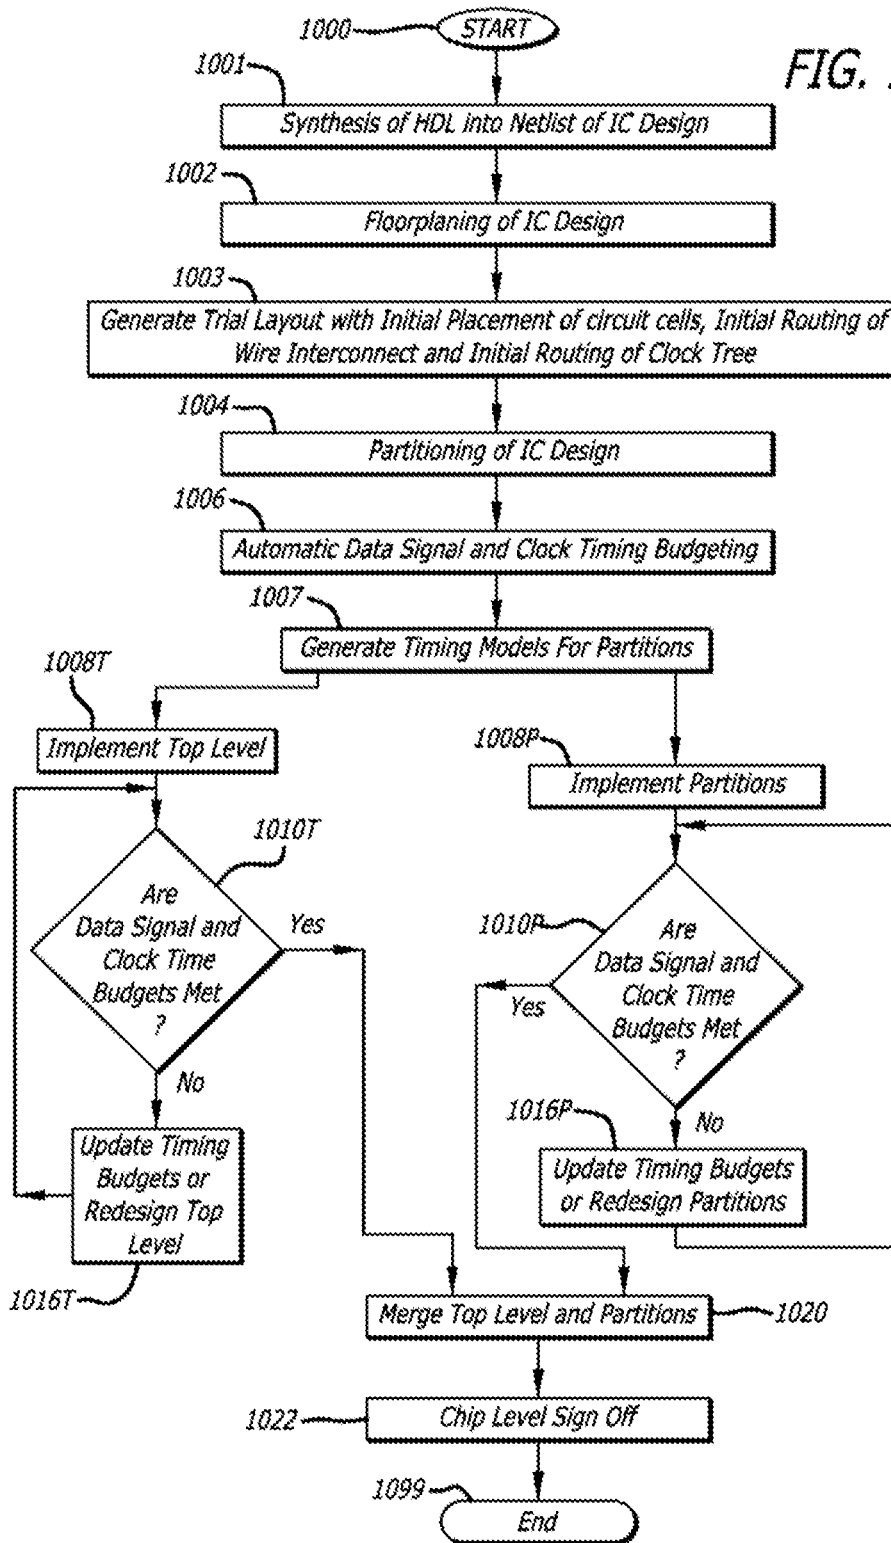 1000
START
FIG.
1001
Synthesis of HDL into Netlist of IC Design
1002
Floorplaning of IC Design
1003
Generate Trial Layout with Initial Placement of circuit cells, Initial Routing of
Wire Interconnect and Initial Routing of Clock Tree
1004
Partitioning of IC Design
1006
Automatic Data Signal and Clock Timing Budgeting
1007
Generate Timing Models For Partitions
1008T
Implement Top Level
1008P
Implement Partitions
1010T
Are
Data Signal and
Clock Time
Budgets Met
?
Yes
No
1010P
Are
Data Signal and
Clock Time
Budgets Met
?
Yes
No
Update Timing
Budgets or
Redesign Top
Level
1016T
1016P
Update Timing Budgets
or Redesign Partitions
Merge Top Level and Partitions
1020
1022
Chip Level Sign Off
1099
End